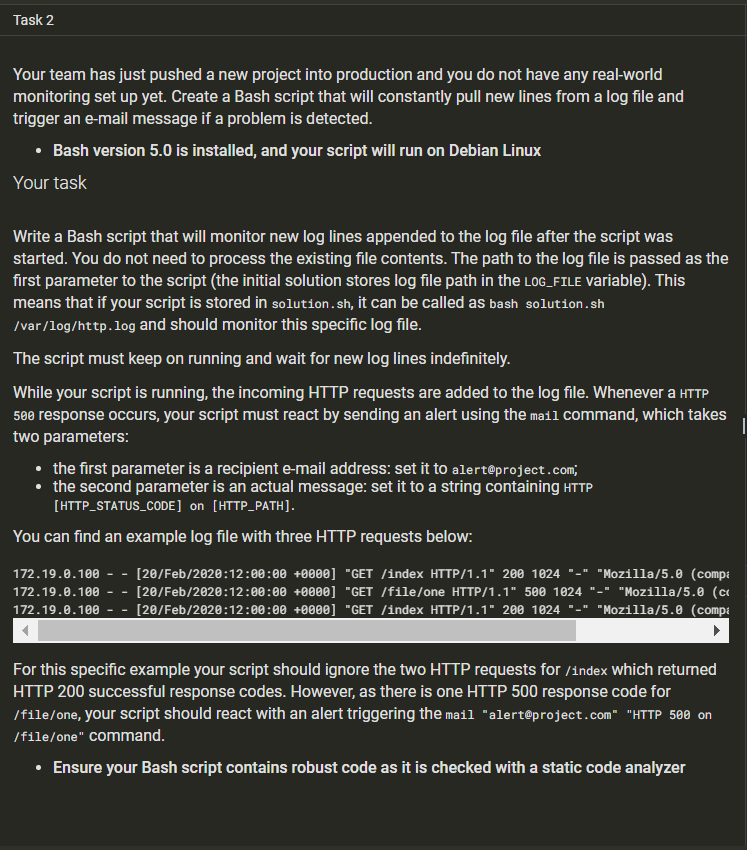 Task 2
Your team has just pushed a new project into production and you do not have any real-world
monitoring set up yet. Create a Bash script that will constantly pull new lines from a log file and
trigger an e-mail message if a problem is detected.
• Bash version 5.0 is installed, and your script will run on Debian Linux
Your task
Write a Bash script that will monitor new log lines appended to the log file after the script was
started. You do not need to process the existing file contents. The path to the log file is passed as the
first parameter to the script (the initial solution stores log file path in the LOG_FILE variable). This
means that if your script is stored in solution.sh, it can be called as bash solution.sh
/var/log/http.log and should monitor this specific log file.
The script must keep on running and wait for new log lines indefinitely.
While your script is running, the incoming HTTP requests are added to the log file. Whenever a HTTP
500 response occurs, your script must react by sending an alert using the mail command, which takes
two parameters:
• the first parameter is a recipient e-mail address: set it to alert@project.com;
• the second parameter is an actual message: set it to a string containing HTTP
[HTTP_STATUS_CODE] on [HTTP_PATH].
You can find an example log file with three HTTP requests below:
172.19.0.100 - - [20/Feb/2020:12:00:00 +0000] "GET /index HTTP/1.1" 200 1024 "-" "Mozilla/5.0 (compa
172.19.0.100 - - [20/Feb/2020:12:00:00 +0000] "GET /file/one HTTP/1.1" 500 1024 "-" "Mozilla/5.0 (co
172.19.0.100 - - [20/Feb/2020:12:00:00 +0000] "GET /index HTTP/1.1" 200 1024 "-" "Mozilla/5.0 (compa
For this specific example your script should ignore the two HTTP requests for /index which returned
HTTP 200 successful response codes. However, as there is one HTTP 500 response code for
/file/one, your script should react with an alert triggering the mail "alert@project.com" "HTTP 500 on
/file/one" command.
• Ensure your Bash script contains robust code as it is checked with a static code analyzer